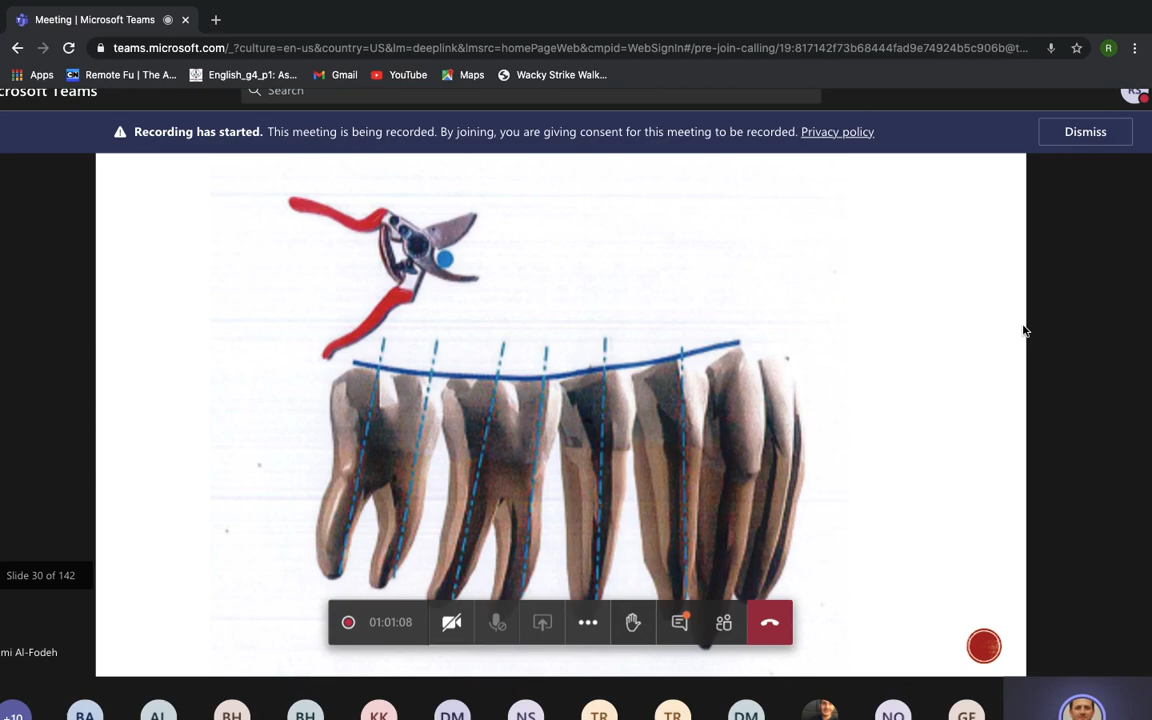 Meeting | Microsoft Teams
teams.microsoft.com/_?culture=en-us&country=US&lm=deeplink&lmsrc=homePageWeb&cmpid=WebSignIn#/pre-join-calling/19:817142f73b68444fad9e74924b5c906b@t...
R
Apps
Remote Fu | The A...
English_g4_p1: As...
Gmail
YouTube
Maps
Wacky Strike Walk...
crosoft Teams
Search
RS
Recording has started. This meeting is being recorded. By joining, you are giving consent for this meeting to be recorded. Privacy policy
Dismiss
Slide 30 of 142
01:01:08
mi Al-Fodeh
+10
BA
AL
BH
BH
KK
DM
NS
TR
TR
DM
NO